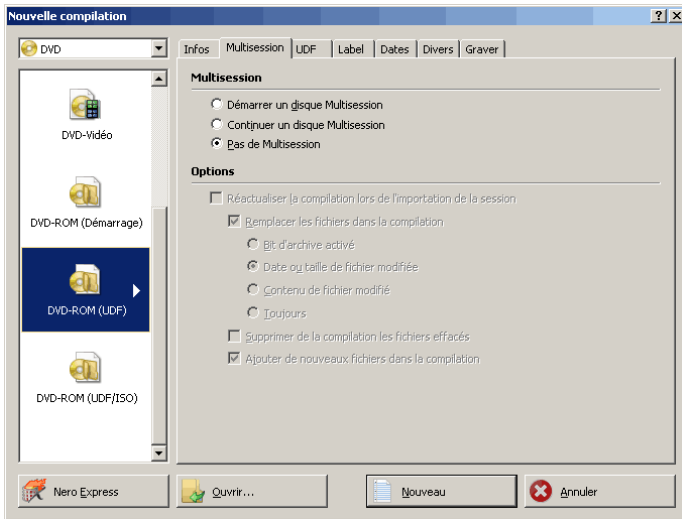 Nouvelle compilation
DVD
DVD-Vidéo
DVD-ROM (Démarrage)
DVD-ROM (UDF)
DVD-ROM (UDF/ISO)
Infos Multisession UDF Label Dates Divers Graver
Multisession
Démarrer un disque Multisession
Continuer un disque Multisession
Pas de Multisession
Options
Réactualiser la compilation lors de l'importation de la session
Remplacer les fichiers dans la compilation
Bit d'archive activé
Date ou taille de fichier modifiée
Contenu de fichier modifié
Toujours
Supprimer de la compilation les fichiers effacés
Ajouter de nouveaux fichiers dans la compilation
Nero Express Ouvrir... Nouveau Annuler